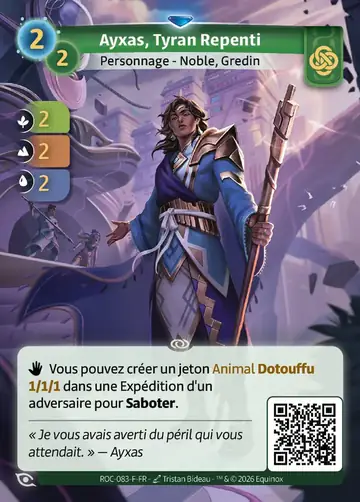 2
2
Ayxas, Tyran Repenti
Personnage - Noble, Gredin
2
2
2
Vous pouvez créer un jeton Animal Dotouffu
1/1/1 dans une Expédition d'un
adversaire pour Saboter.
« Je vous avais averti du péril qui vous
attendait. » — Ayxas
ROC-083-F-FR - Tristan Bideau - ™ & © 2026 Equinox